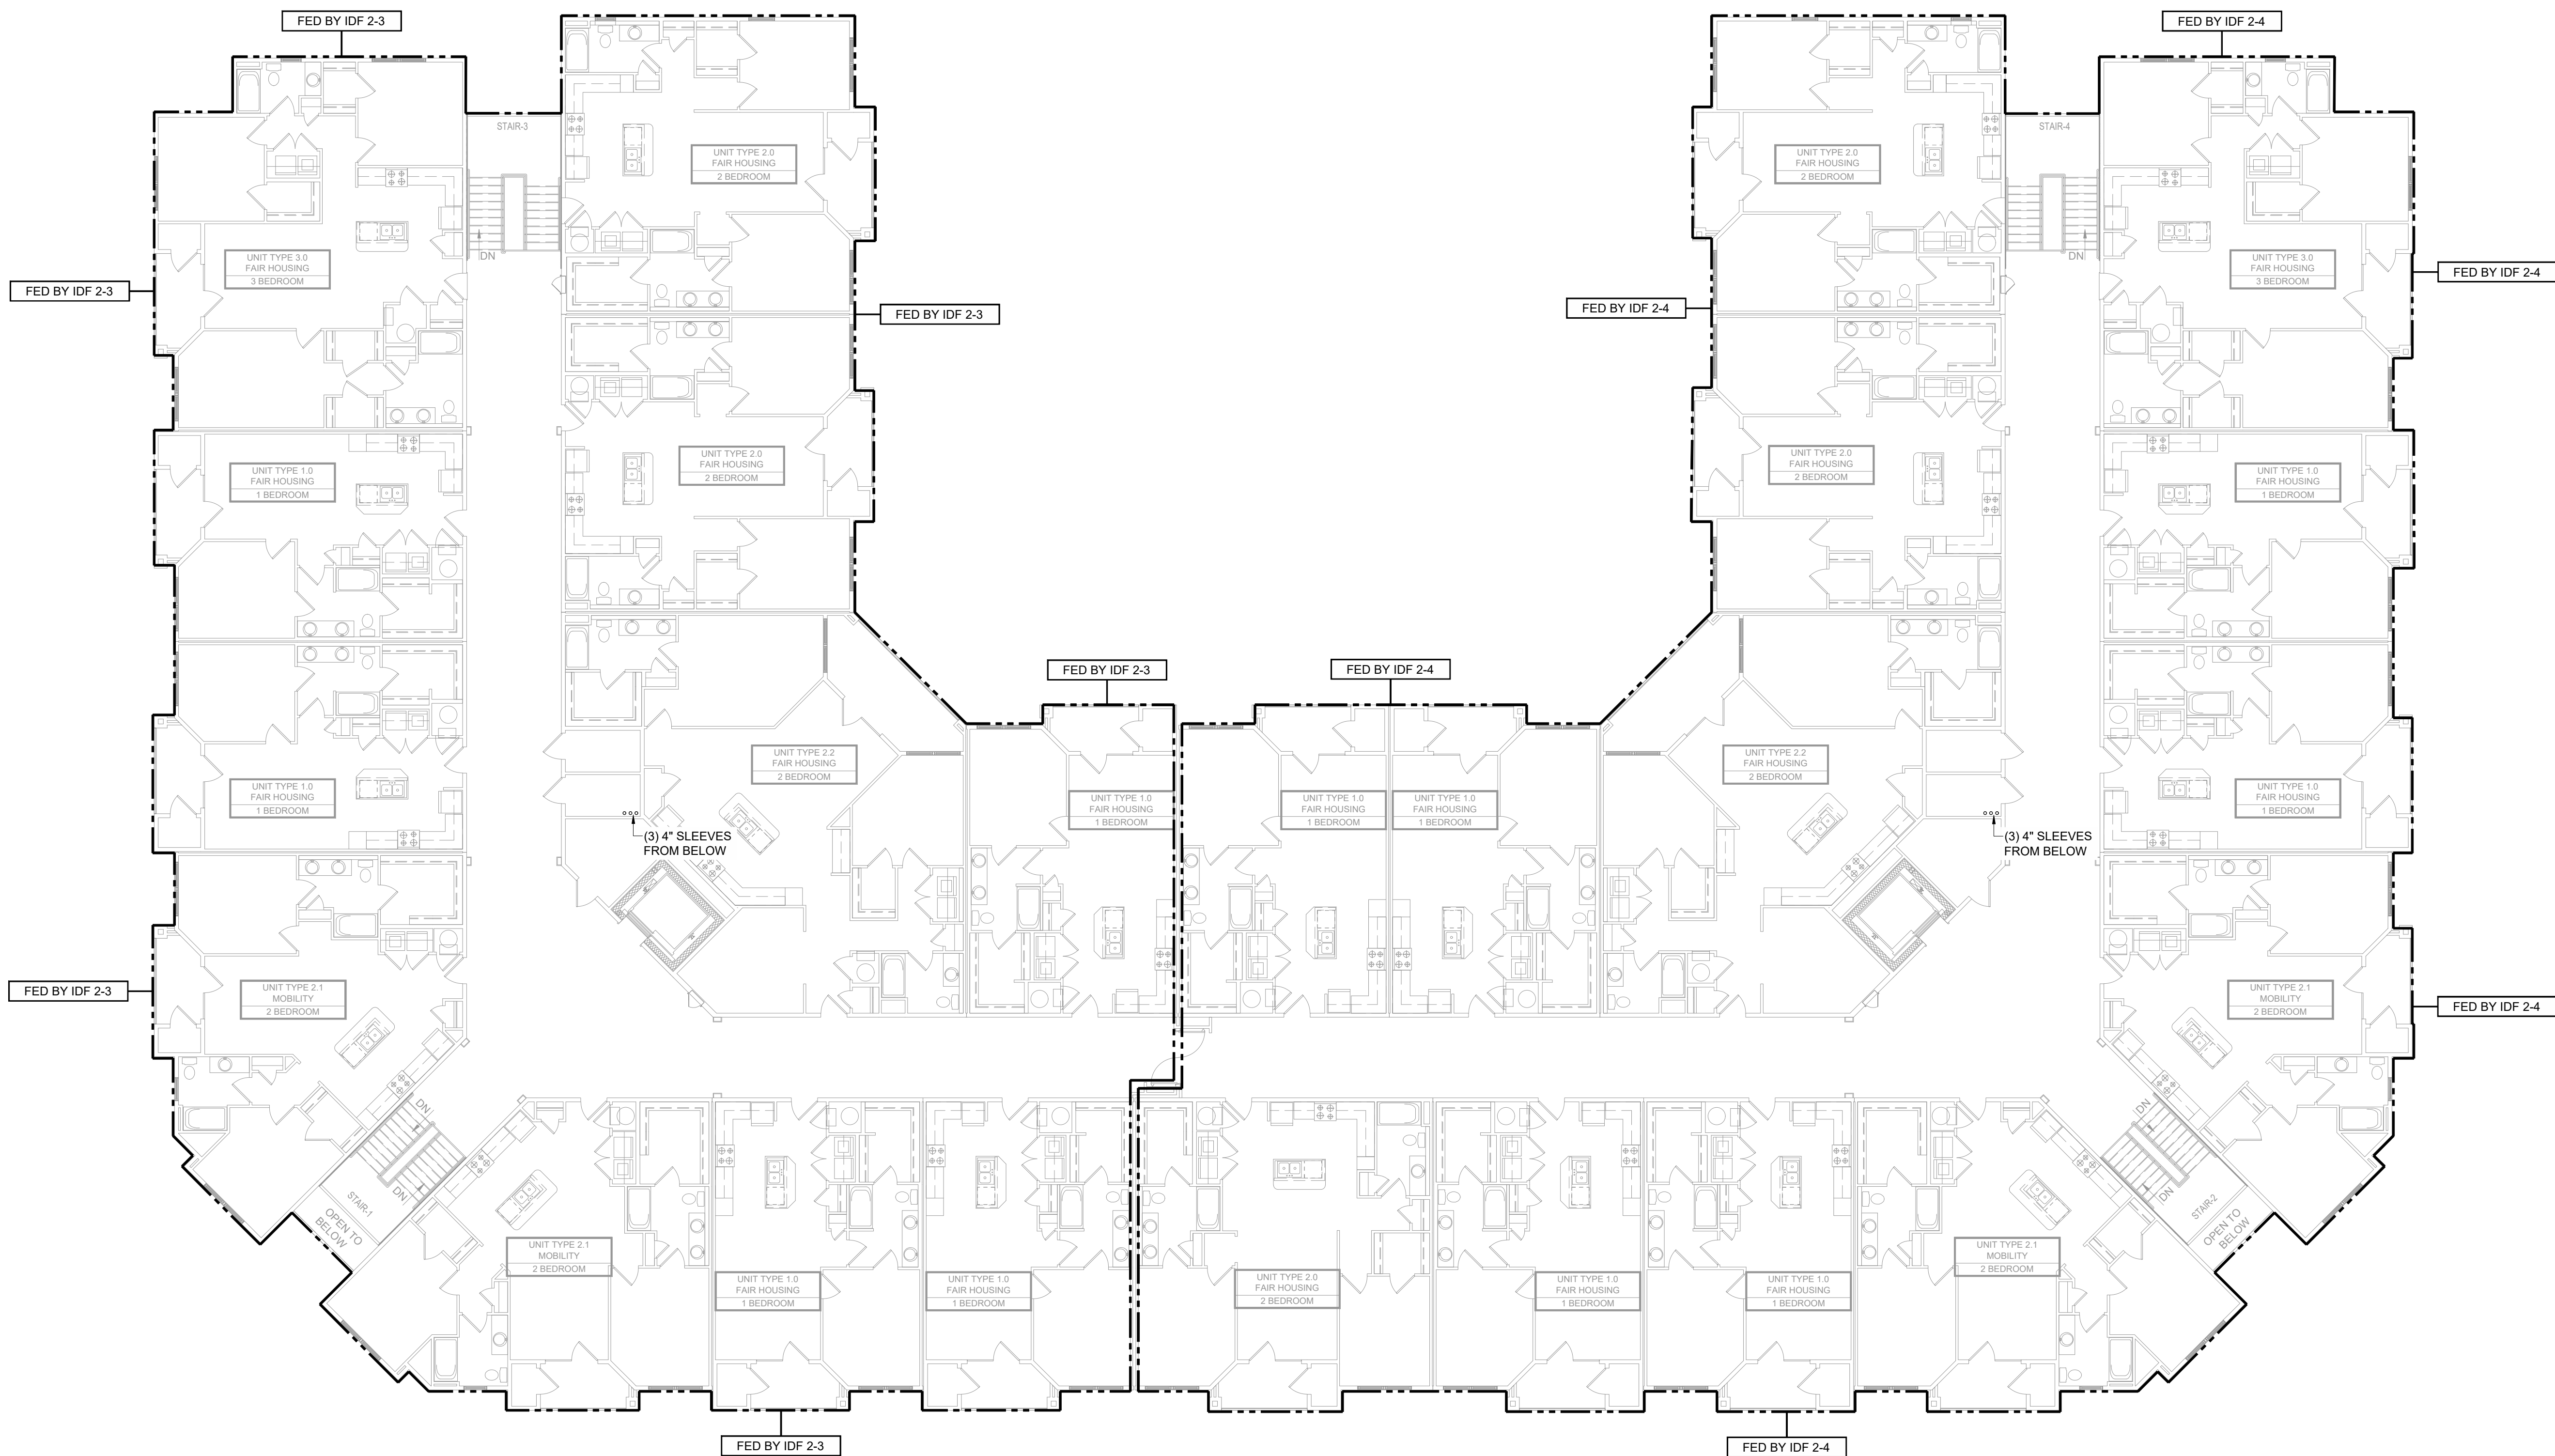 FED BY IDF 2-3
FED BY IDF 2-4
STAIR-3
STAIR-4
UNIT TYPE 2.0
FAIR HOUSING
2 BEDROOM
UNIT TYPE 2.0
FAIR HOUSING
2 BEDROOM
UNIT TYPE 3.0
FAIR HOUSING
3 BEDROOM
DN
DN
UNIT TYPE 3.0
FAIR HOUSING
3 BEDROOM
FED BY IDF 2-3
FED BY IDF 2-3
FED BY IDF 2-4
FED BY IDF 2-4
UNIT TYPE 1.0
FAIR HOUSING
1 BEDROOM
UNIT TYPE 2.0
FAIR HOUSING
2 BEDROOM
UNIT TYPE 2.0
FAIR HOUSING
2 BEDROOM
UNIT TYPE 1.0
FAIR HOUSING
1 BEDROOM
FED BY IDF 2-3
FED BY IDF 2-4
UNIT TYPE 1.0
FAIR HOUSING
1 BEDROOM
UNIT TYPE 2.2
FAIR HOUSING
2 BEDROOM
UNIT TYPE 1.0
FAIR HOUSING
1 BEDROOM
UNIT TYPE 1.0
FAIR HOUSING
1 BEDROOM
UNIT TYPE 1.0
FAIR HOUSING
1 BEDROOM
UNIT TYPE 2.2
FAIR HOUSING
2 BEDROOM
UNIT TYPE 1.0
FAIR HOUSING
1 BEDROOM
(3) 4" SLEEVES
FROM BELOW
(3) 4" SLEEVES
FROM BELOW
FED BY IDF 2-3
UNIT TYPE 2.1
MOBILITY
2 BEDROOM
UNIT TYPE 2.1
MOBILITY
2 BEDROOM
FED BY IDF 2-4
DN
DN
STAIR-1
OPEN TO
BELOW
DN
DN
STAIR-2
OPEN TO
BELOW
UNIT TYPE 2.1
MOBILITY
2 BEDROOM
UNIT TYPE 1.0
FAIR HOUSING
1 BEDROOM
UNIT TYPE 1.0
FAIR HOUSING
1 BEDROOM
UNIT TYPE 2.0
FAIR HOUSING
2 BEDROOM
UNIT TYPE 1.0
FAIR HOUSING
1 BEDROOM
UNIT TYPE 1.0
FAIR HOUSING
1 BEDROOM
UNIT TYPE 2.1
MOBILITY
2 BEDROOM
FED BY IDF 2-3
FED BY IDF 2-4